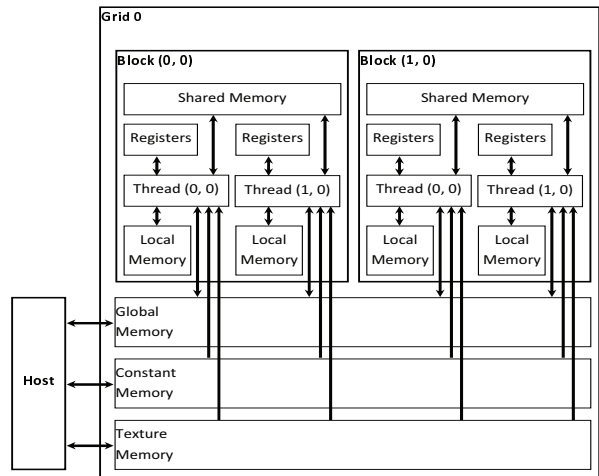 Grid 0
Block (0, 0)
Block (1, 0)
Shared Memory
Shared Memory
Registers
Registers
Registers
Registers
Thread (0, 0)
Thread (1, 0)
Thread (0, 0)
Thread (1, 0)
Local
Memory
Local
Memory
Local
Memory
Local
Memory
Host
Global
Memory
Constant
Memory
Texture
Memory